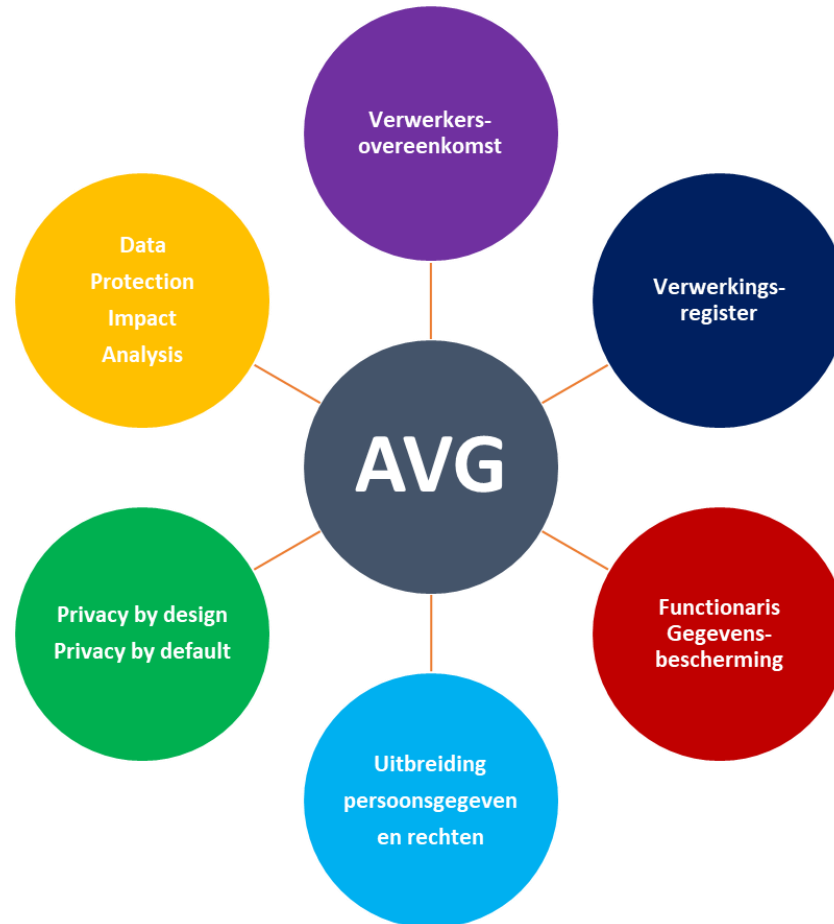 Verwerkers-
overeenkomst
Data
Protection
Impact
Analysis
Verwerkings-
register
AVG
Privacy by design
Privacy by default
Functionaris
Gegevens-
bescherming
Uitbreiding
persoonsgegeven
en rechten